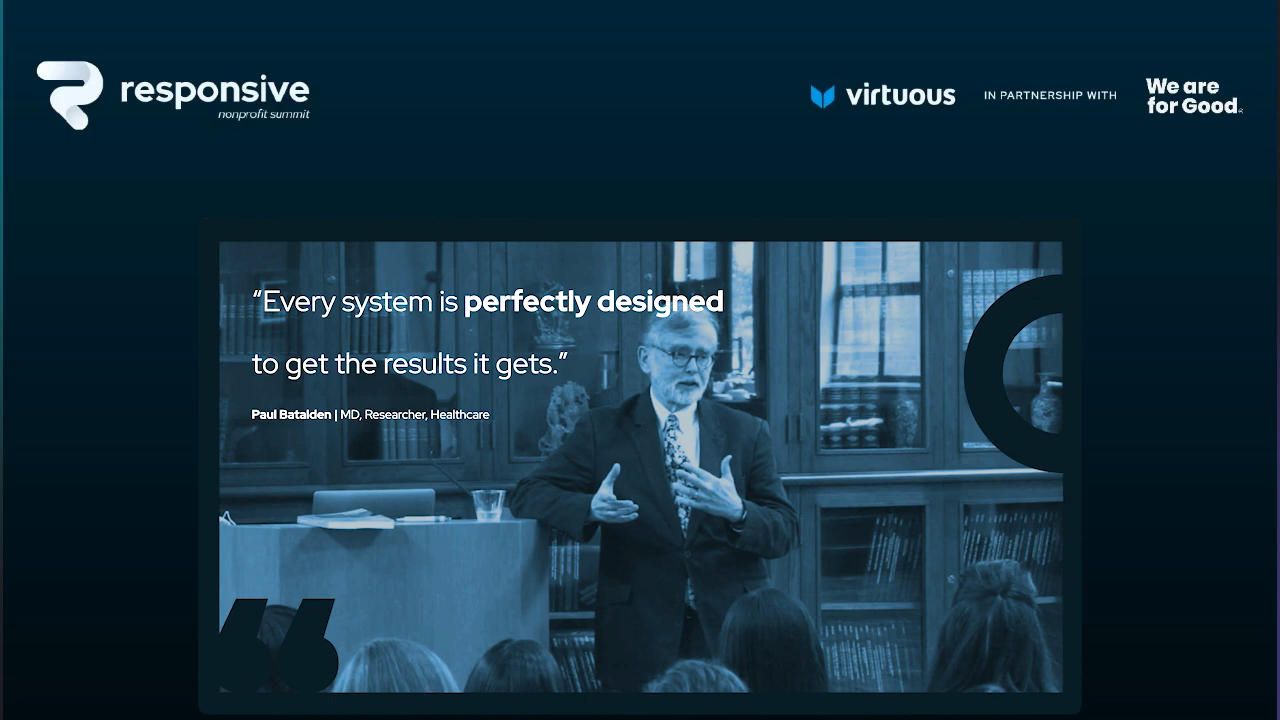 responsive
nonprofit summit
virtuous
IN PARTNERSHIP WITH
We are
for Good.
“Every system is perfectly designed
to get the results it gets.”
Paul Batalden | MD, Researcher, Healthcare